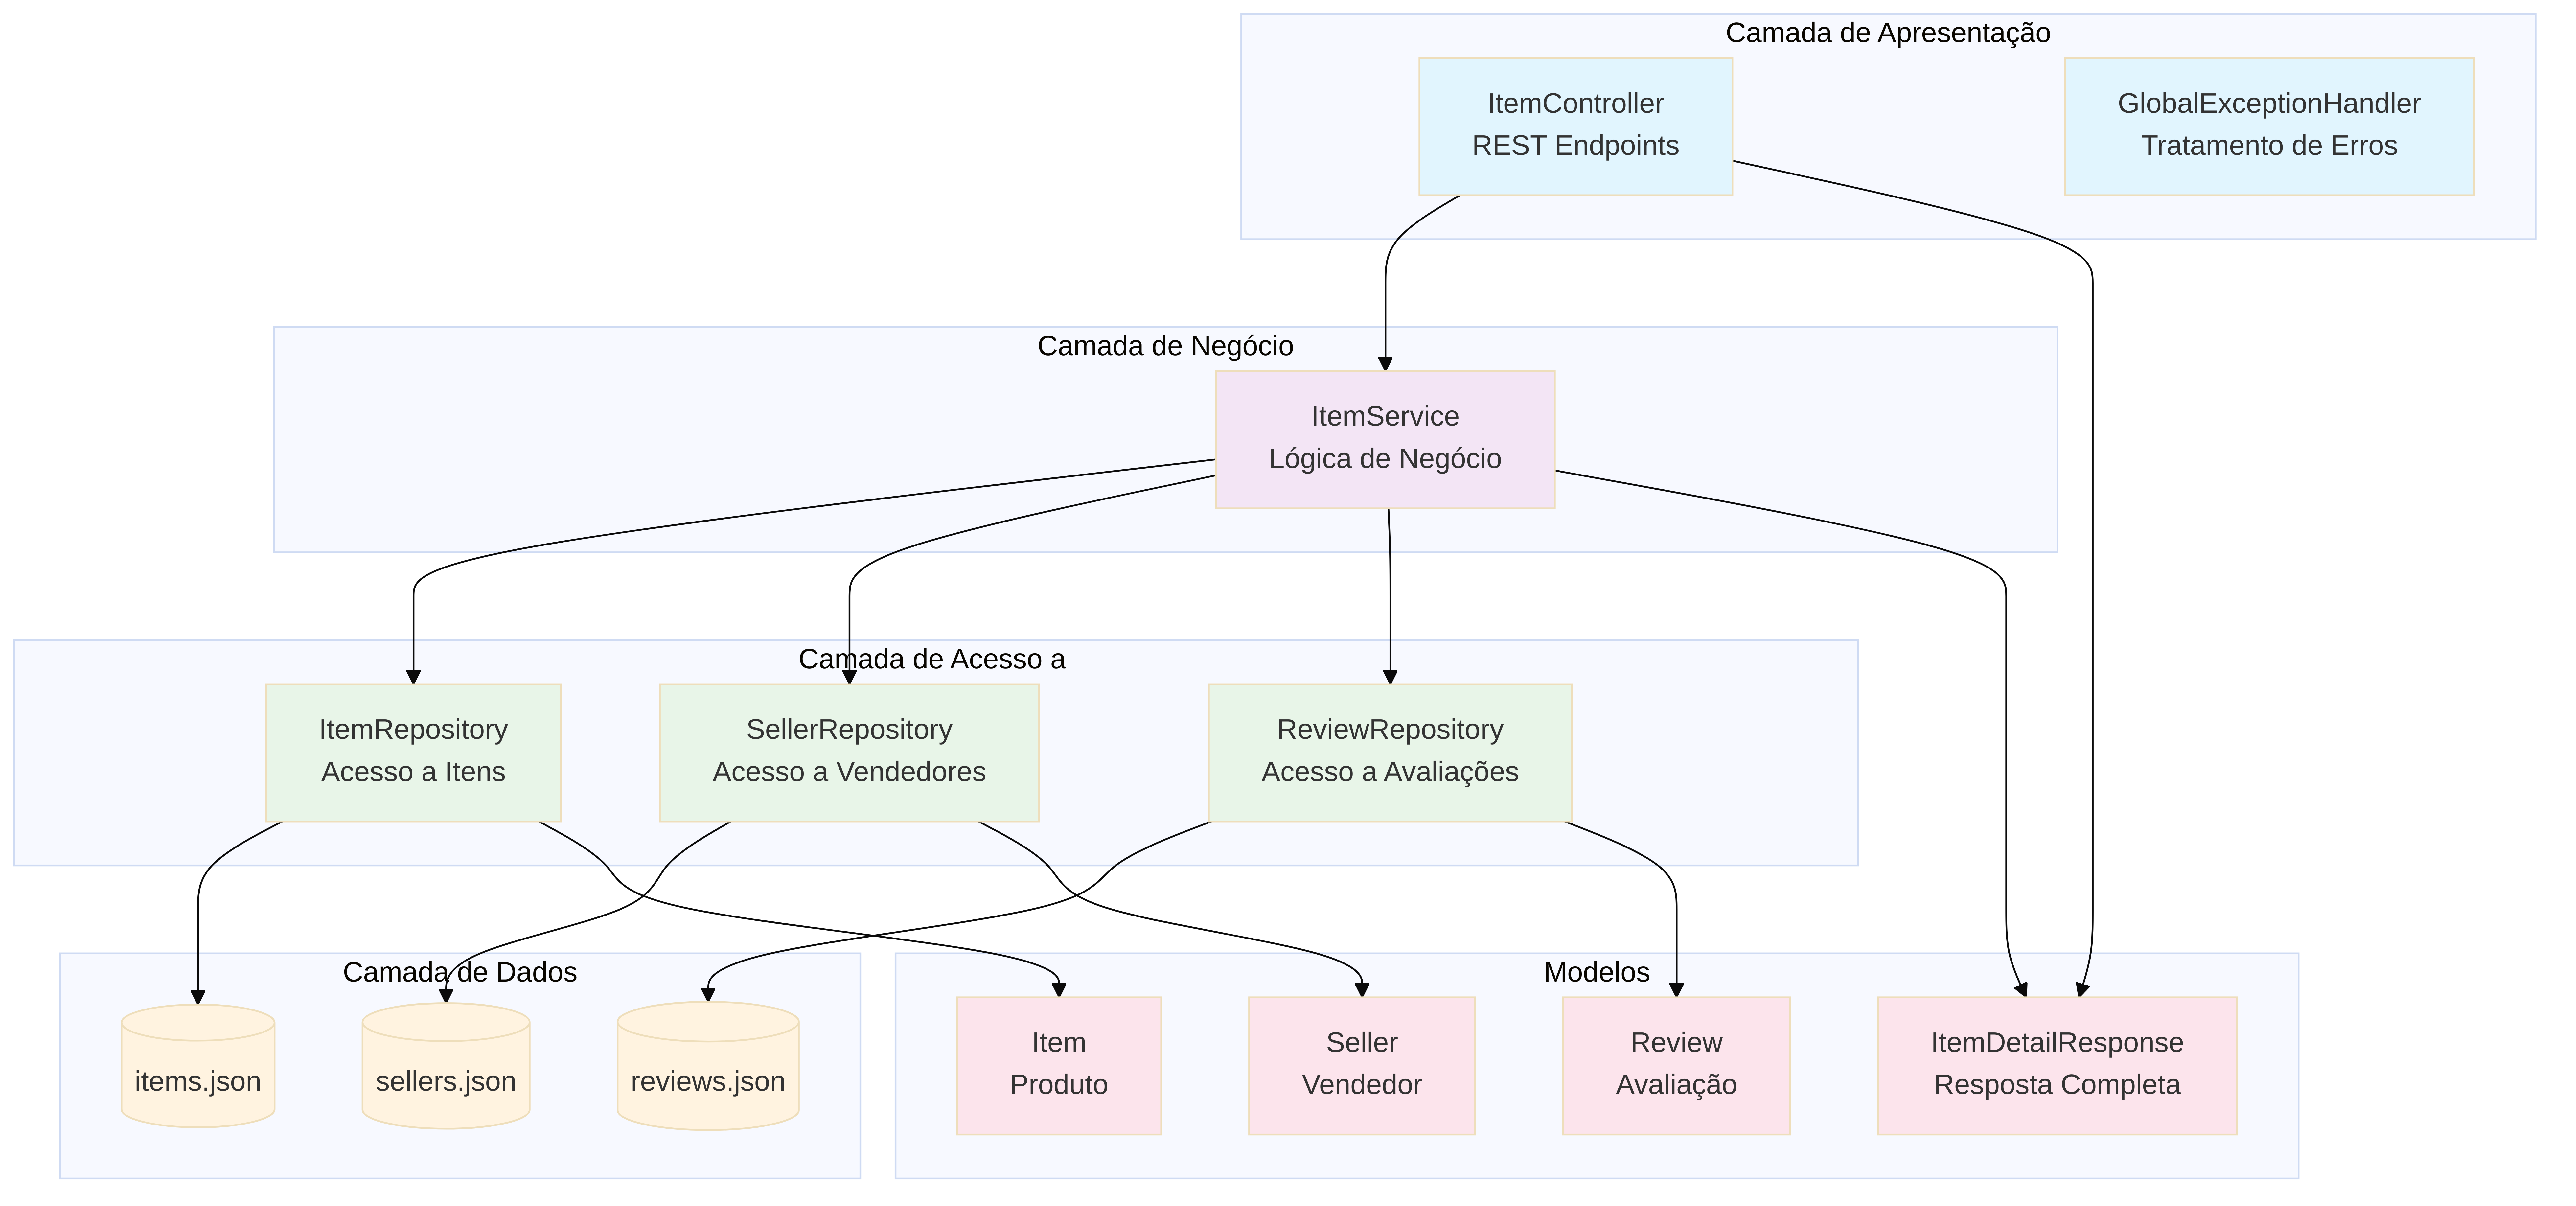 Camada de Apresentação
ItemController
REST Endpoints
GlobalExceptionHandler
Tratamento de Erros
Camada de Negócio
ItemService
Lógica de Negócio
Camada de Acesso a
ItemRepository
Acesso a Itens
SellerRepository
Acesso a Vendedores
ReviewRepository
Acesso a Avaliações
Camada de Dados
items.json
sellers.json
reviews.json
Modelos
Item
Produto
Seller
Vendedor
Review
Avaliação
ItemDetailResponse
Resposta Completa